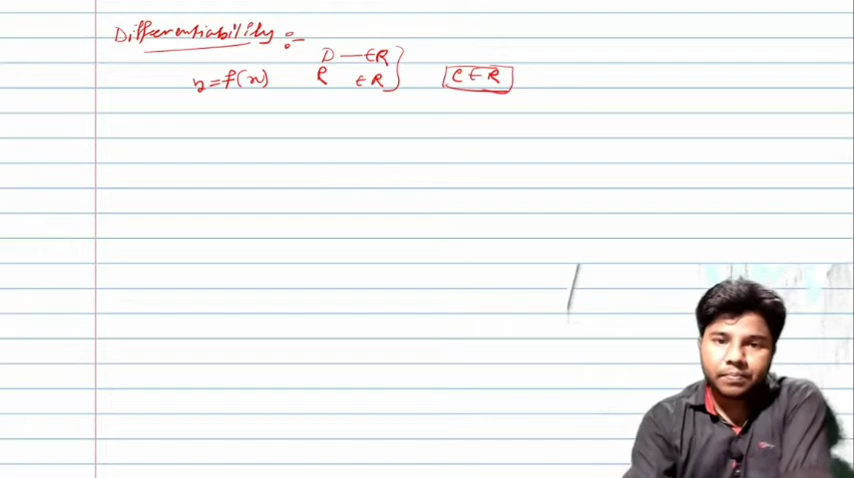 Differentiability :-
D — ∈ R
y = f(x) R ∈ R } C ∈ R